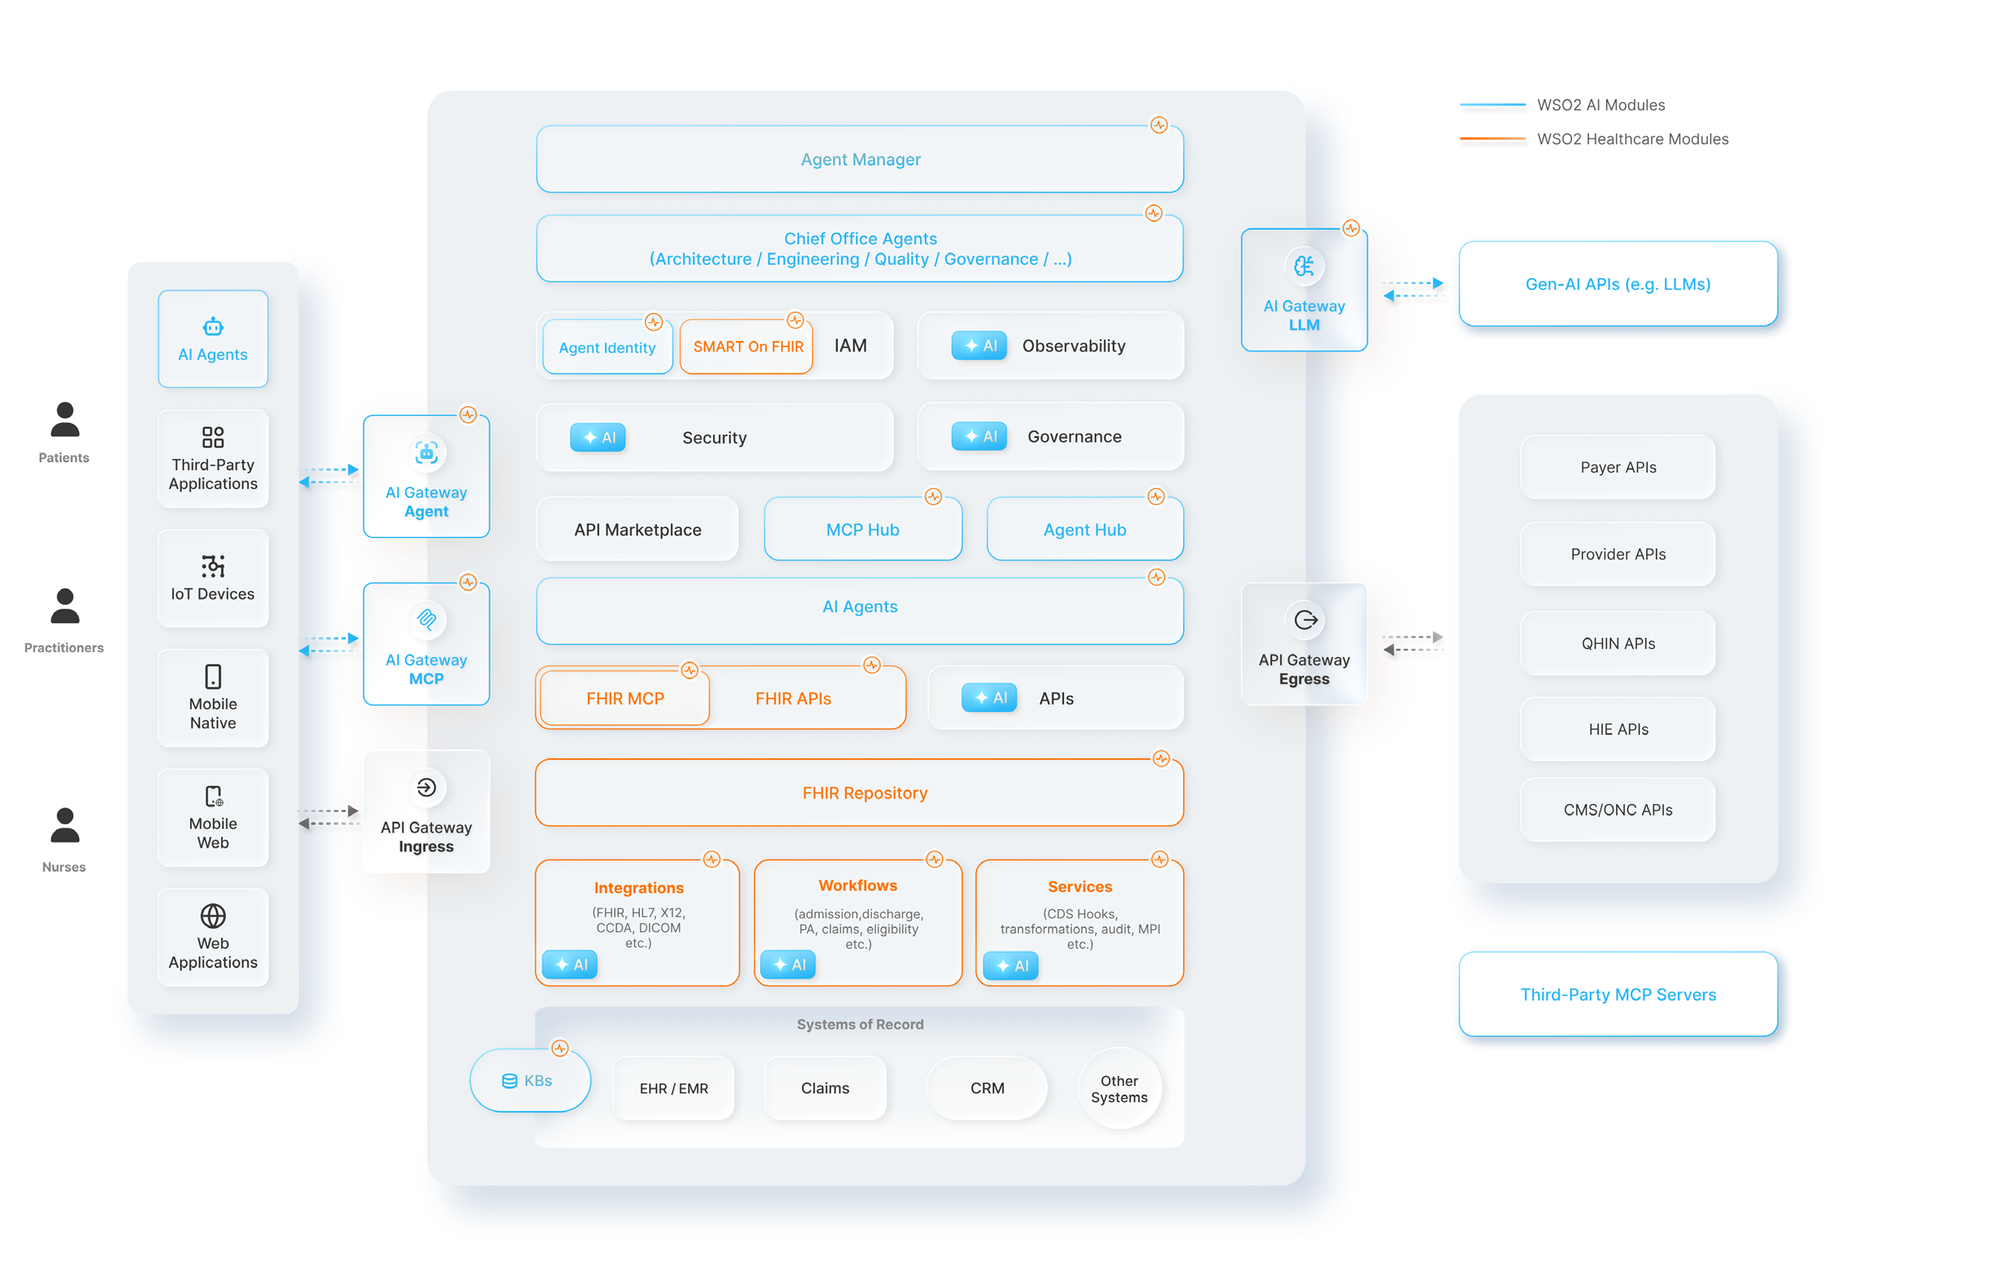 WSO2 AI Modules
WSO2 Healthcare Modules
Patients
Practitioners
Nurses
AI Agents
Third-Party
Applications
IoT Devices
Mobile
Native
Mobile
Web
Web
Applications
AI Gateway
Agent
AI Gateway
MCP
API Gateway
Ingress
Agent Manager
Chief Office Agents
(Architecture / Engineering / Quality / Governance / ...)
Agent Identity
SMART On FHIR
IAM
AI
Observability
AI
Security
AI
Governance
API Marketplace
MCP Hub
Agent Hub
AI Agents
FHIR MCP
FHIR APIs
AI
APIs
FHIR Repository
Integrations
(FHIR, HL7, X12,
CCDA, DICOM
etc.)
AI
Workflows
(admission,discharge,
PA, claims, eligibility
etc.)
AI
Services
(CDS Hooks,
transformations, audit, MPI
etc.)
AI
Systems of Record
KBs
EHR / EMR
Claims
CRM
Other
Systems
AI Gateway
LLM
API Gateway
Egress
Gen-AI APIs (e.g. LLMs)
Payer APIs
Provider APIs
QHIN APIs
HIE APIs
CMS/ONC APIs
Third-Party MCP Servers